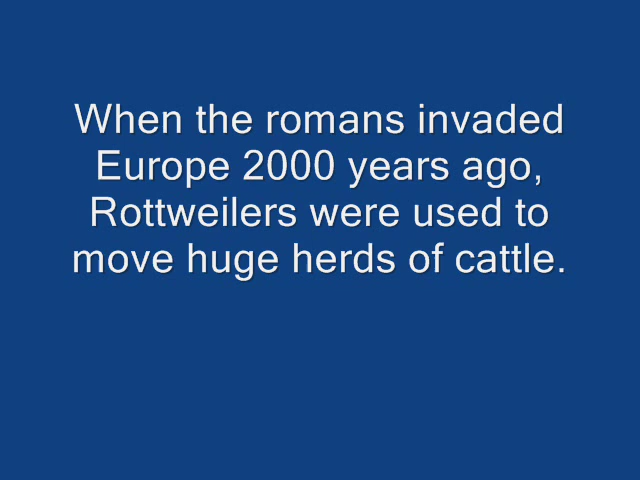 When the romans invaded
Europe 2000 years ago,
Rottweilers were used to
move huge herds of cattle.